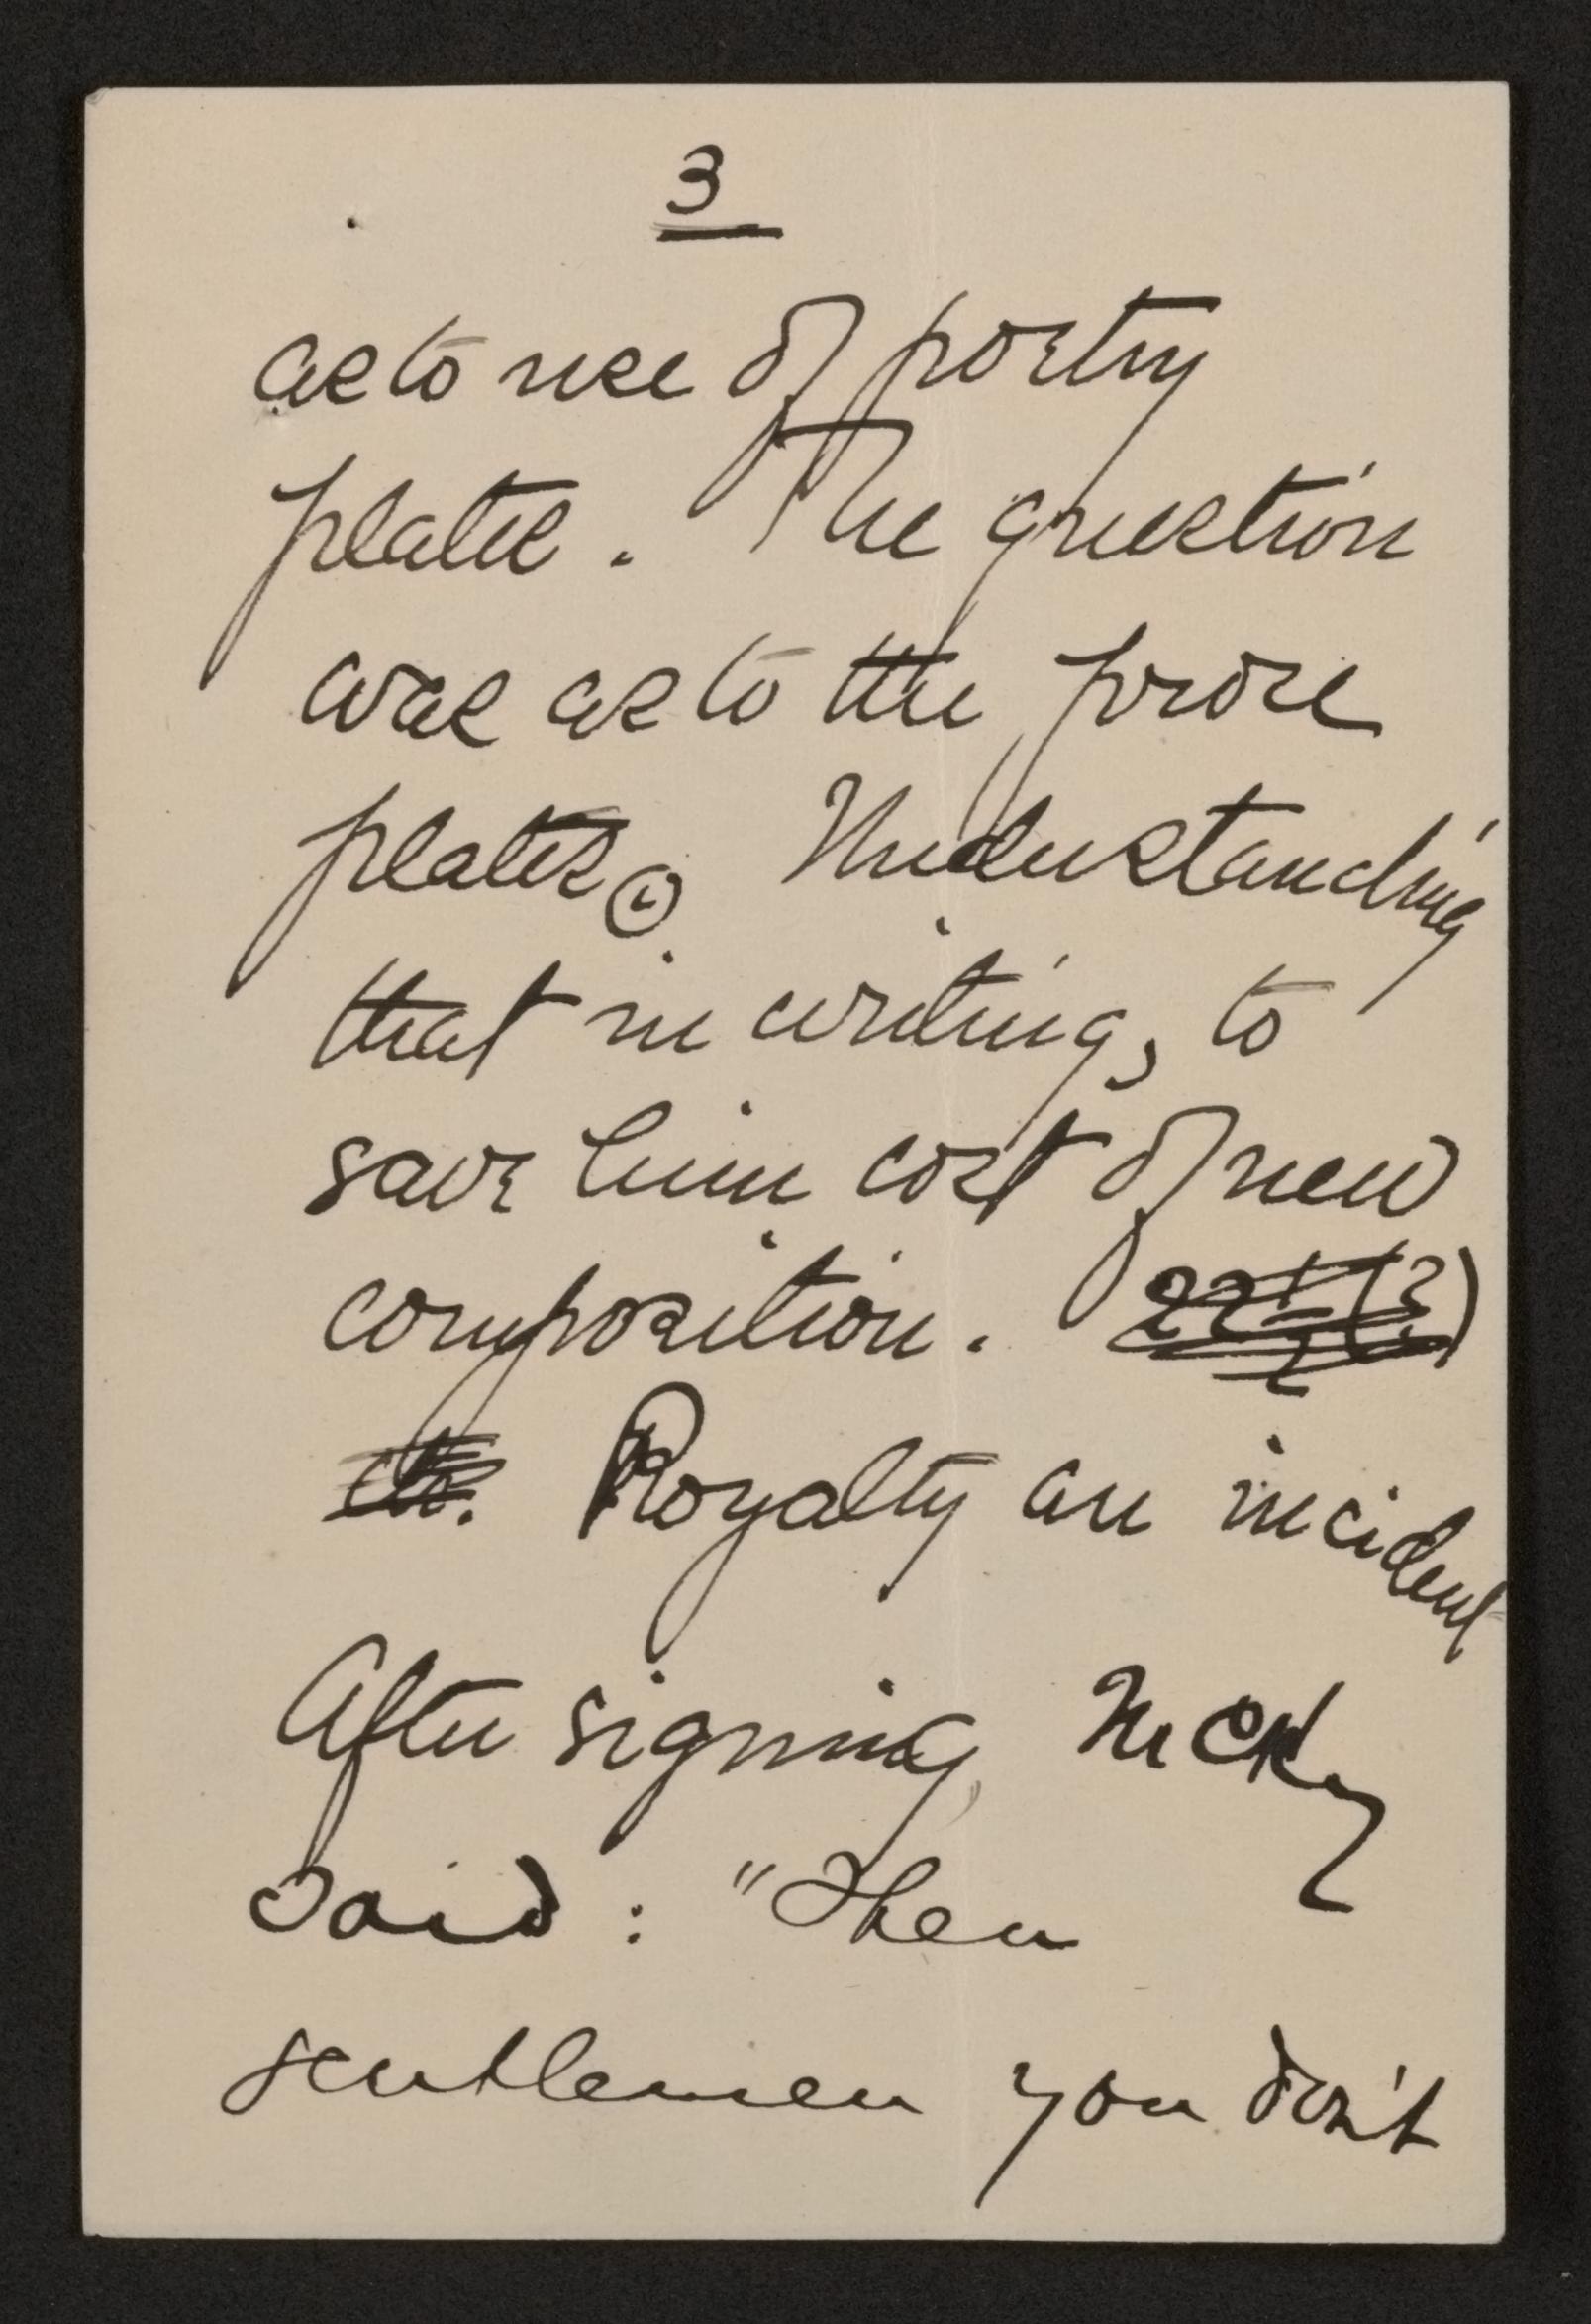 3
as to use of poetry
plates. The question
was as to the prose
plates. Understanding
that in writing, to
save him cost of new
composition.
etc. Royalty an incident
After signing, McKay
said: "Then
gentlemen you don't